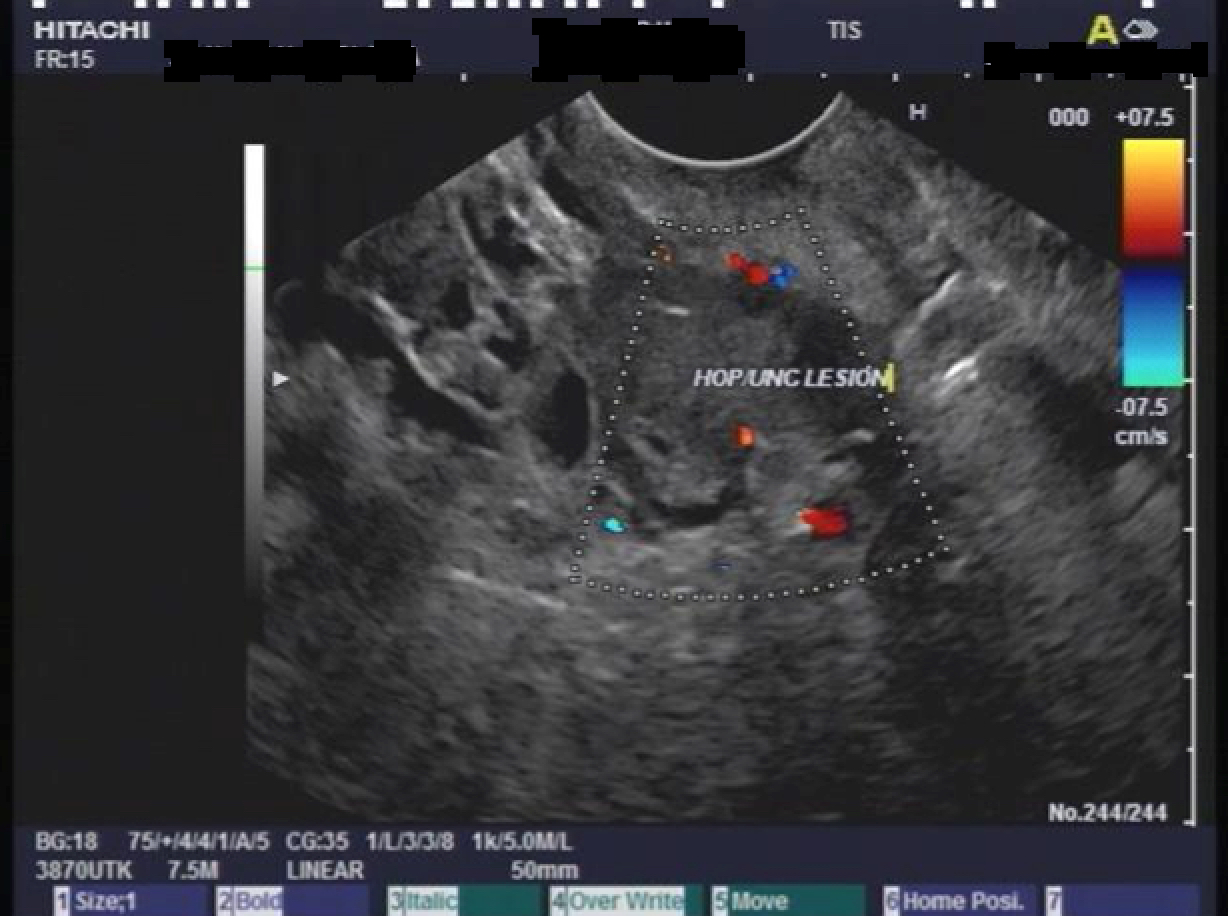 HITACHI
TIS
A
FR:15
H
000 +07.5
HOP/UNC LESION
-07.5
cm/s
No.244/244
BG:18 75/+/4/4/1/A/5 CG:35 1/L/3/3/8 1k/5.0M/L
3870UTK 7.5M LINEAR 50mm
1 Size;1 2 Bold 3 Italic 4 Over Write 5 Move 6 Home Posi. 7